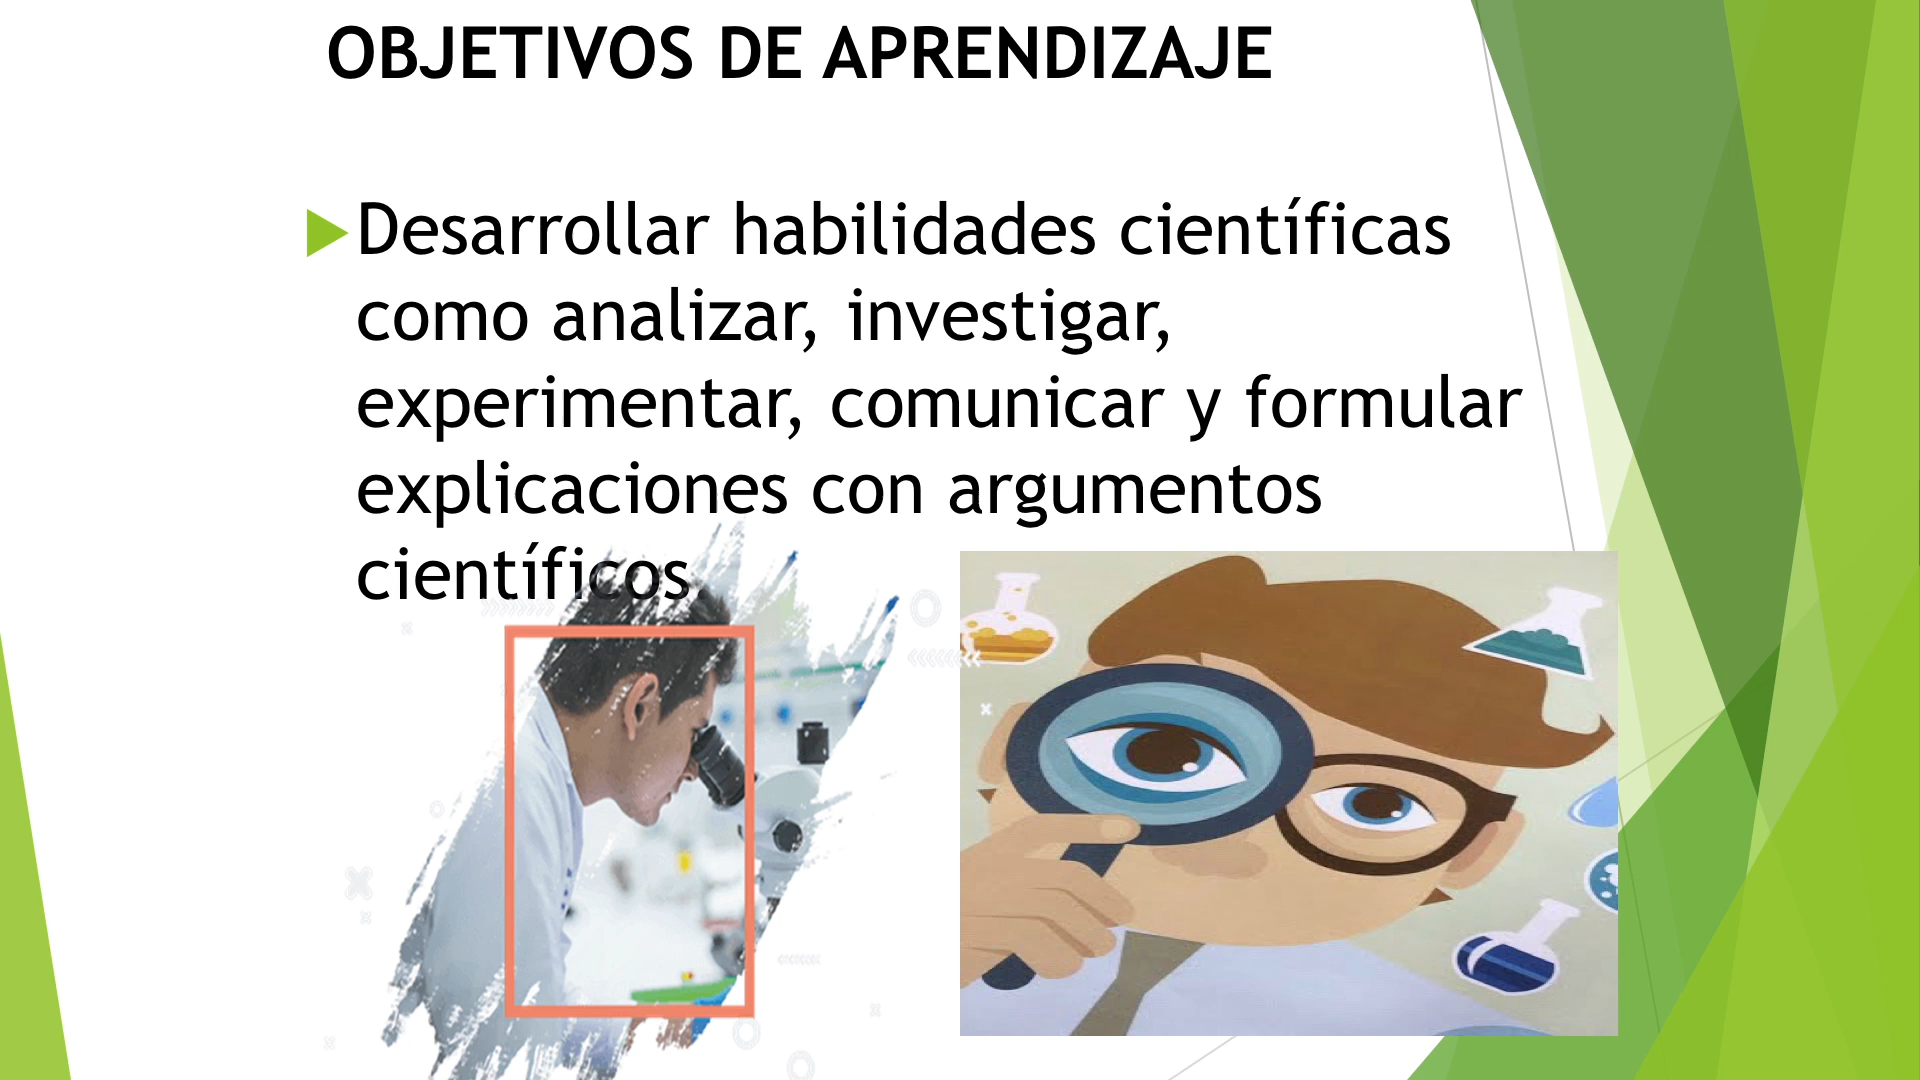 OBJETIVOS DE APRENDIZAJE
Desarrollar habilidades científicas
como analizar, investigar,
experimentar, comunicar y formular
explicaciones con argumentos
científicos.